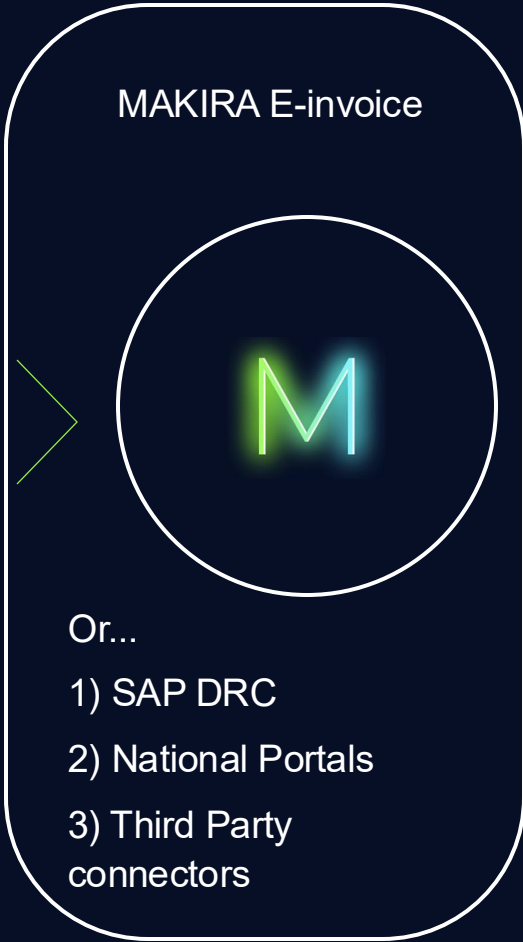 MAKIRA E-invoice
M
Or...
1) SAP DRC
2) National Portals
3) Third Party
connectors